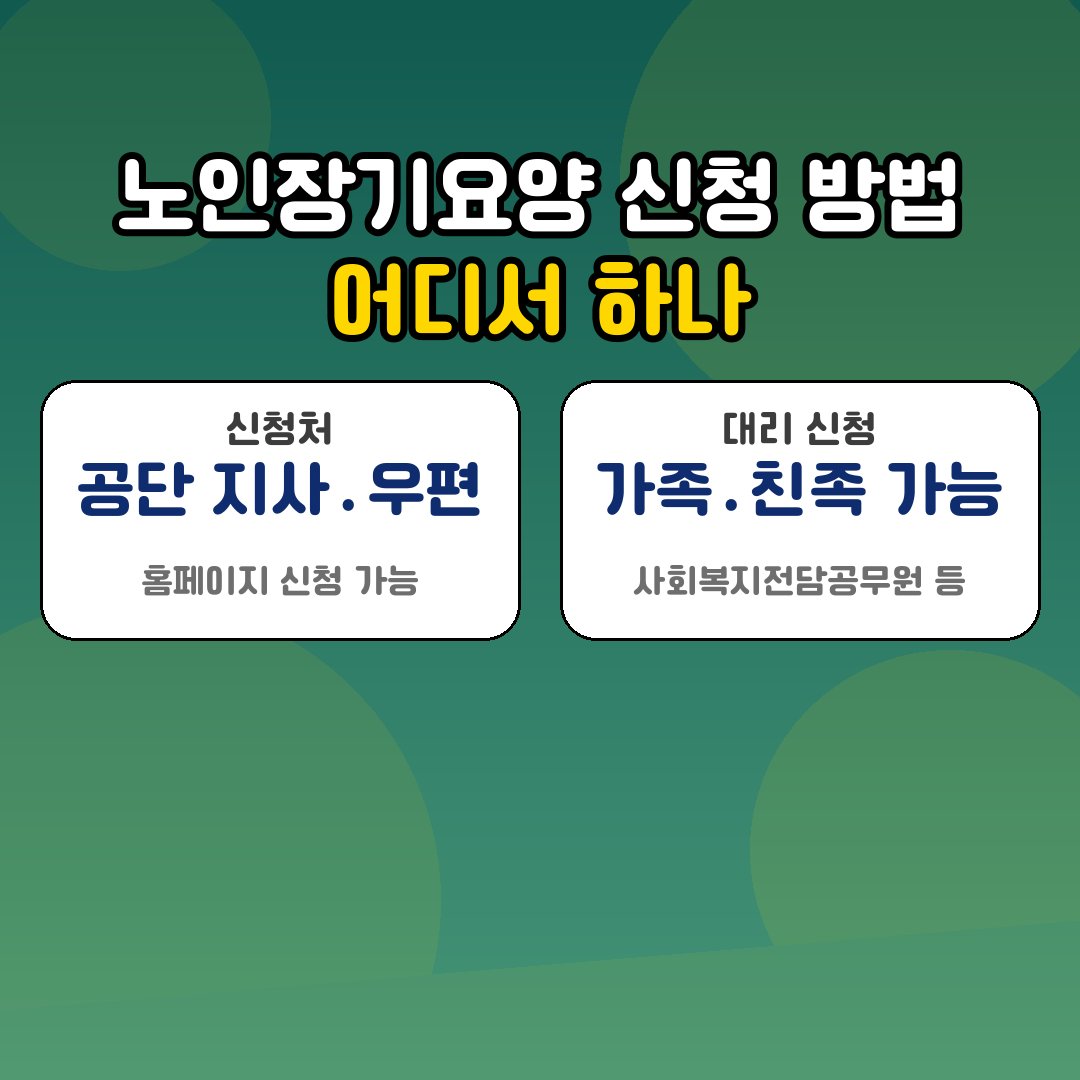 노인장기요양 신청 방법
어디서 하나
신청처
공단 지사·우편
홈페이지 신청 가능
대리 신청
가족·친족 가능
사회복지전담공무원 등